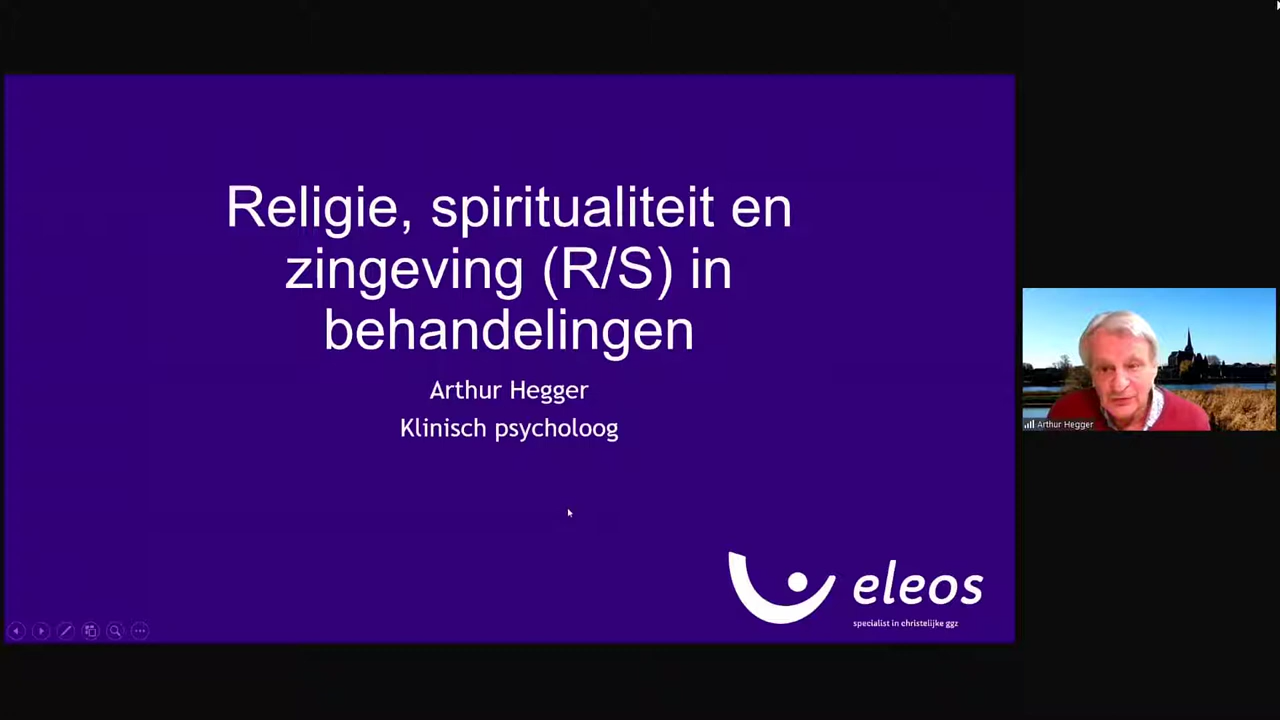 Religie, spiritualiteit en
zingeving (R/S) in
behandelingen
Arthur Hegger
Klinisch psycholoog
eleos
specialist in christelijke ggz
Arthur Hegger